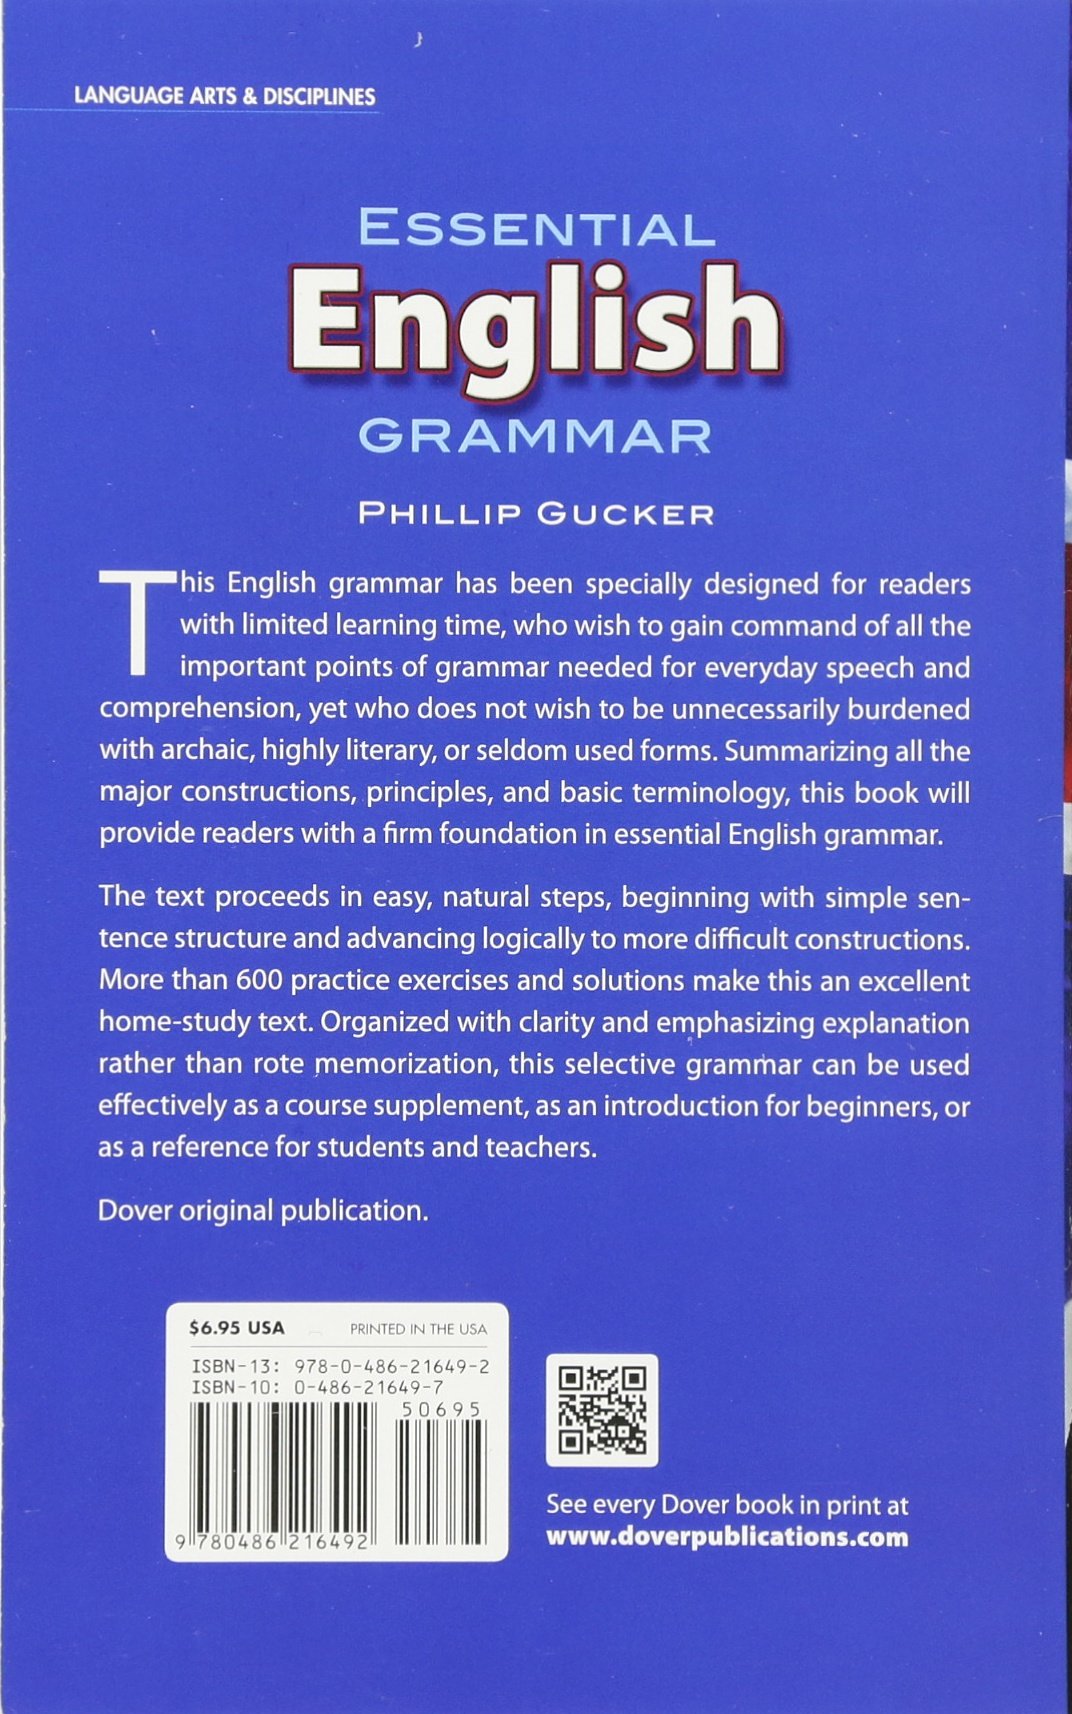 LANGUAGE ARTS & DISCIPLINES
ESSENTIAL
English
GRAMMAR
PHILLIP GUCKER
This English grammar has been specially designed for readers
with limited learning time, who wish to gain command of all the
important points of grammar needed for everyday speech and
comprehension, yet who does not wish to be unnecessarily burdened
with archaic, highly literary, or seldom used forms. Summarizing all the
major constructions, principles, and basic terminology, this book will
provide readers with a firm foundation in essential English grammar.
The text proceeds in easy, natural steps, beginning with simple sen-
tence structure and advancing logically to more difficult constructions.
More than 600 practice exercises and solutions make this an excellent
home-study text. Organized with clarity and emphasizing explanation
rather than rote memorization, this selective grammar can be used
effectively as a course supplement, as an introduction for beginners, or
as a reference for students and teachers.
Dover original publication.
$6.95 USA PRINTED IN THE USA
ISBN-13: 978-0-486-21649-2
ISBN-10: 0-486-21649-7
50695
9 780486 216492
See every Dover book in print at
www.doverpublications.com